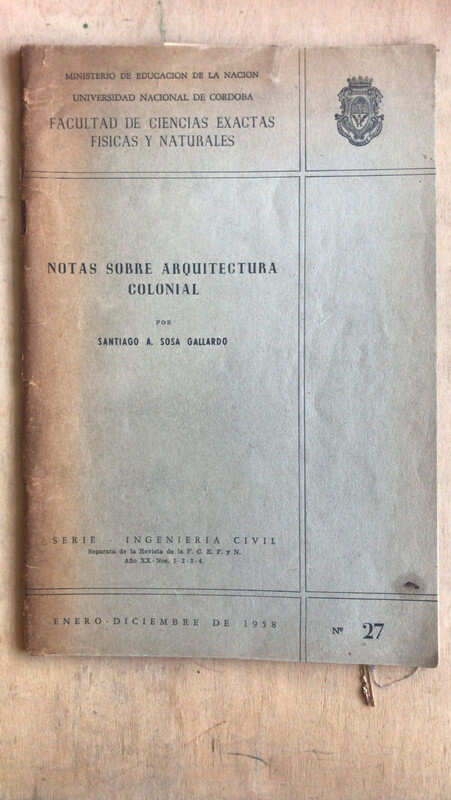 MINISTERIO DE EDUCACION DE LA NACION
UNIVERSIDAD NACIONAL DE CORDOBA
FACULTAD DE CIENCIAS EXACTAS
FISICAS Y NATURALES
NOTAS SOBRE ARQUITECTURA
COLONIAL
POR
SANTIAGO A. SOSA GALLARDO
SERIE - INGENIERIA CIVIL
Separata de la Revista de la F. C. E. F. y N.
Año XX - Nos. 1-2-3-4.
ENERO-DICIEMBRE DE 1958
Nº 27